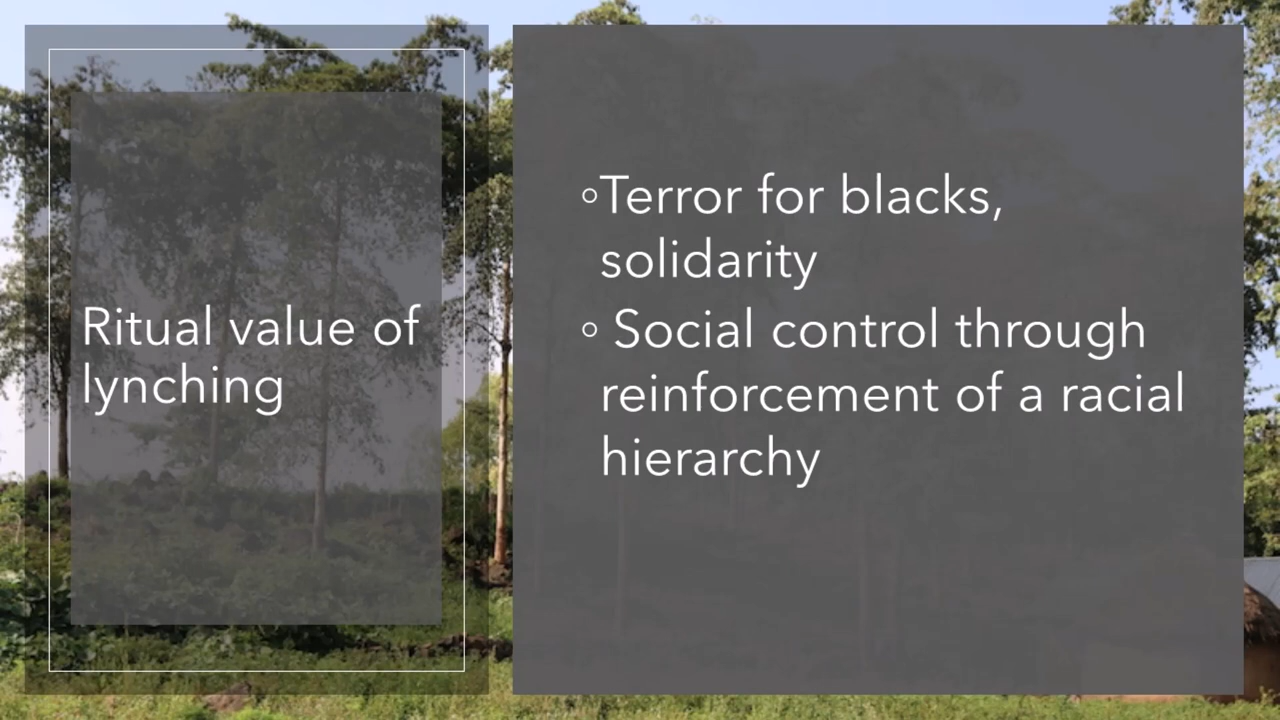 Ritual value of
lynching
◦Terror for blacks,
solidarity
◦ Social control through
reinforcement of a racial
hierarchy